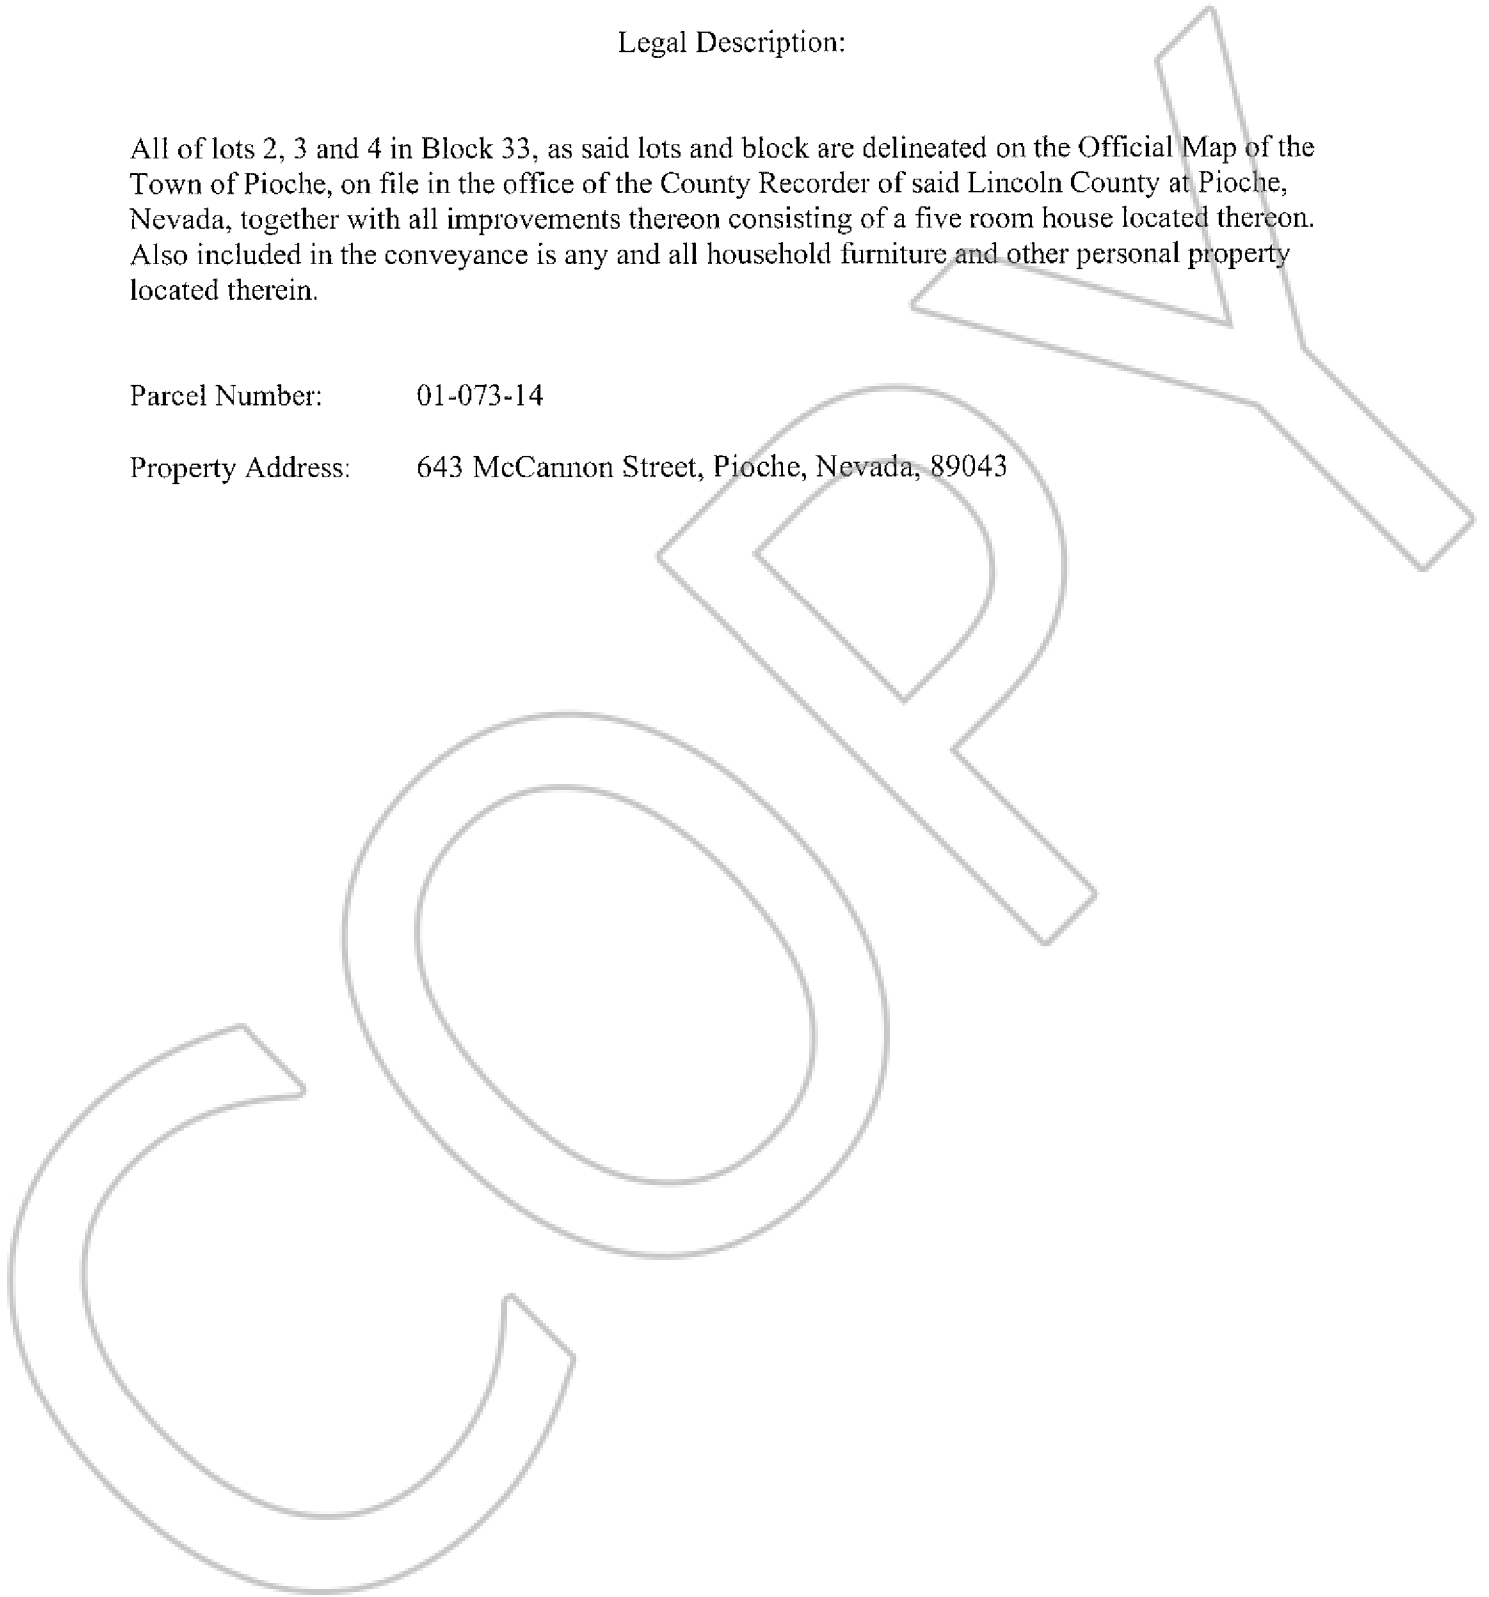 Legal Description:
All of lots 2, 3 and 4 in Block 33, as said lots and block are delineated on the Official Map of the
Town of Pioche, on file in the office of the County Recorder of said Lincoln County at Pioche,
Nevada, together with all improvements thereon consisting of a five room house located thereon.
Also included in the conveyance is any and all household furniture and other personal property
located therein.
Parcel Number: 01-073-14
Property Address: 643 McCannon Street, Pioche, Nevada, 89043
COPY